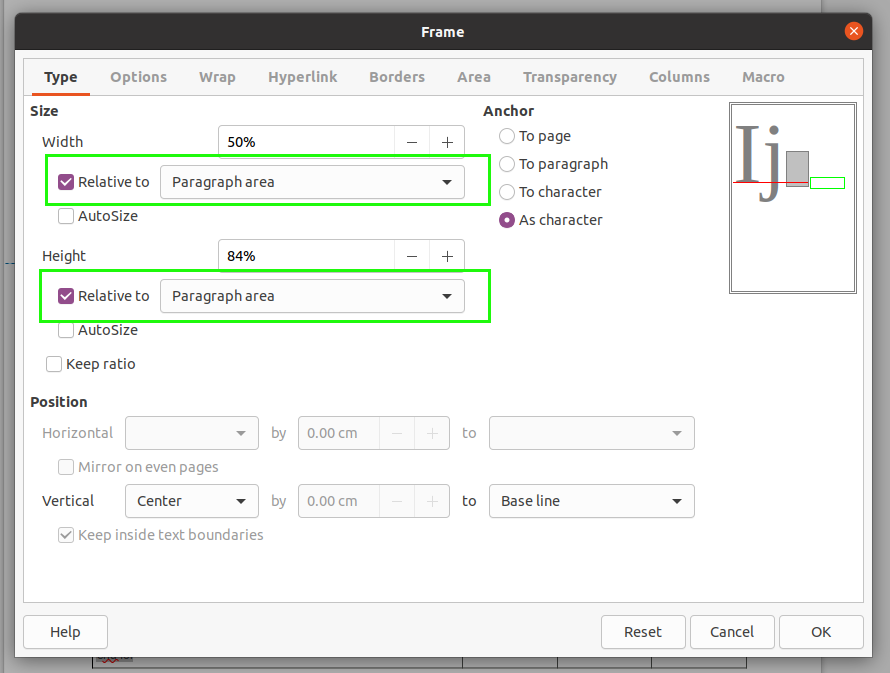 Frame
Type Options Wrap Hyperlink Borders Area Transparency Columns Macro
Size
Width 50%
Relative to Paragraph area
AutoSize
Height 84%
Relative to Paragraph area
AutoSize
Keep ratio
Anchor
To page
To paragraph
To character
As character
Ij
Position
Horizontal by 0.00 cm to
Mirror on even pages
Vertical Center by 0.00 cm to Base line
Keep inside text boundaries
Help Reset Cancel OK